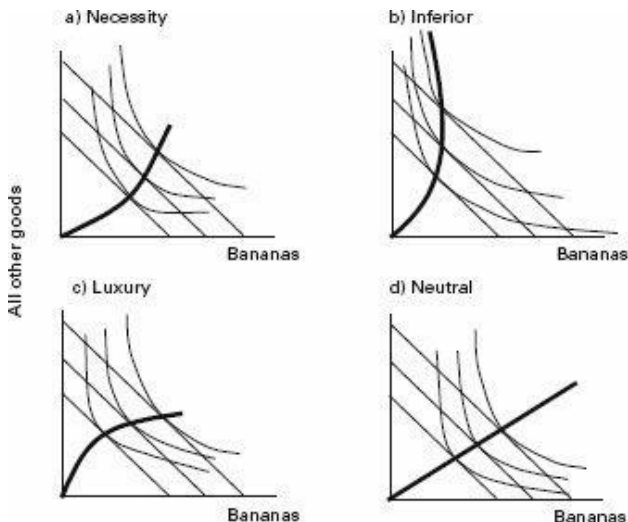 a) Necessity
b) Inferior
All other goods
Bananas
Bananas
c) Luxury
d) Neutral
Bananas
Bananas